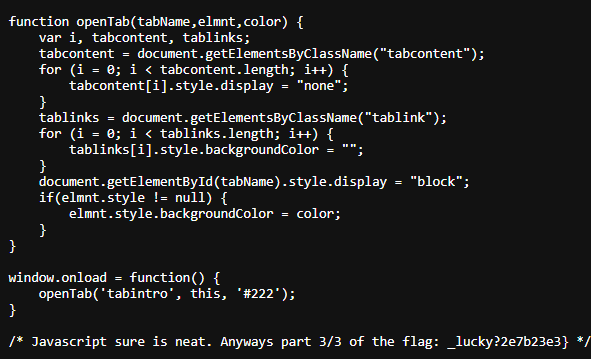 function openTab(tabName,elmnt,color) {
    var i, tabcontent, tablinks;
    tabcontent = document.getElementsByClassName("tabcontent");
    for (i = 0; i < tabcontent.length; i++) {
        tabcontent[i].style.display = "none";
    }
    tablinks = document.getElementsByClassName("tablink");
    for (i = 0; i < tablinks.length; i++) {
        tablinks[i].style.backgroundColor = "";
    }
    document.getElementById(tabName).style.display = "block";
    if(elmnt.style != null) {
        elmnt.style.backgroundColor = color;
    }
}

window.onload = function() {
    openTab('tabintro', this, '#222');
}

/* Javascript sure is neat. Anyways part 3/3 of the flag: _lucky?2e7b23e3} */